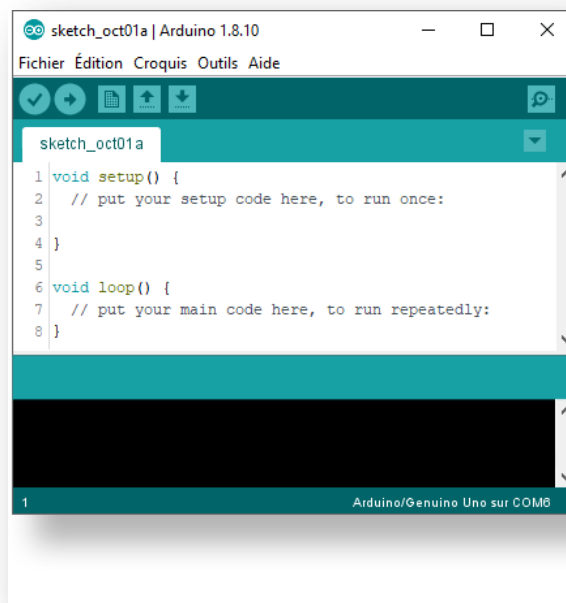 sketch_oct01a | Arduino 1.8.10
Fichier Édition Croquis Outils Aide
sketch_oct01a
1 void setup() {
2   // put your setup code here, to run once:
3
4 }
5
6 void loop() {
7   // put your main code here, to run repeatedly:
8 }
1 Arduino/Genuino Uno sur COM6